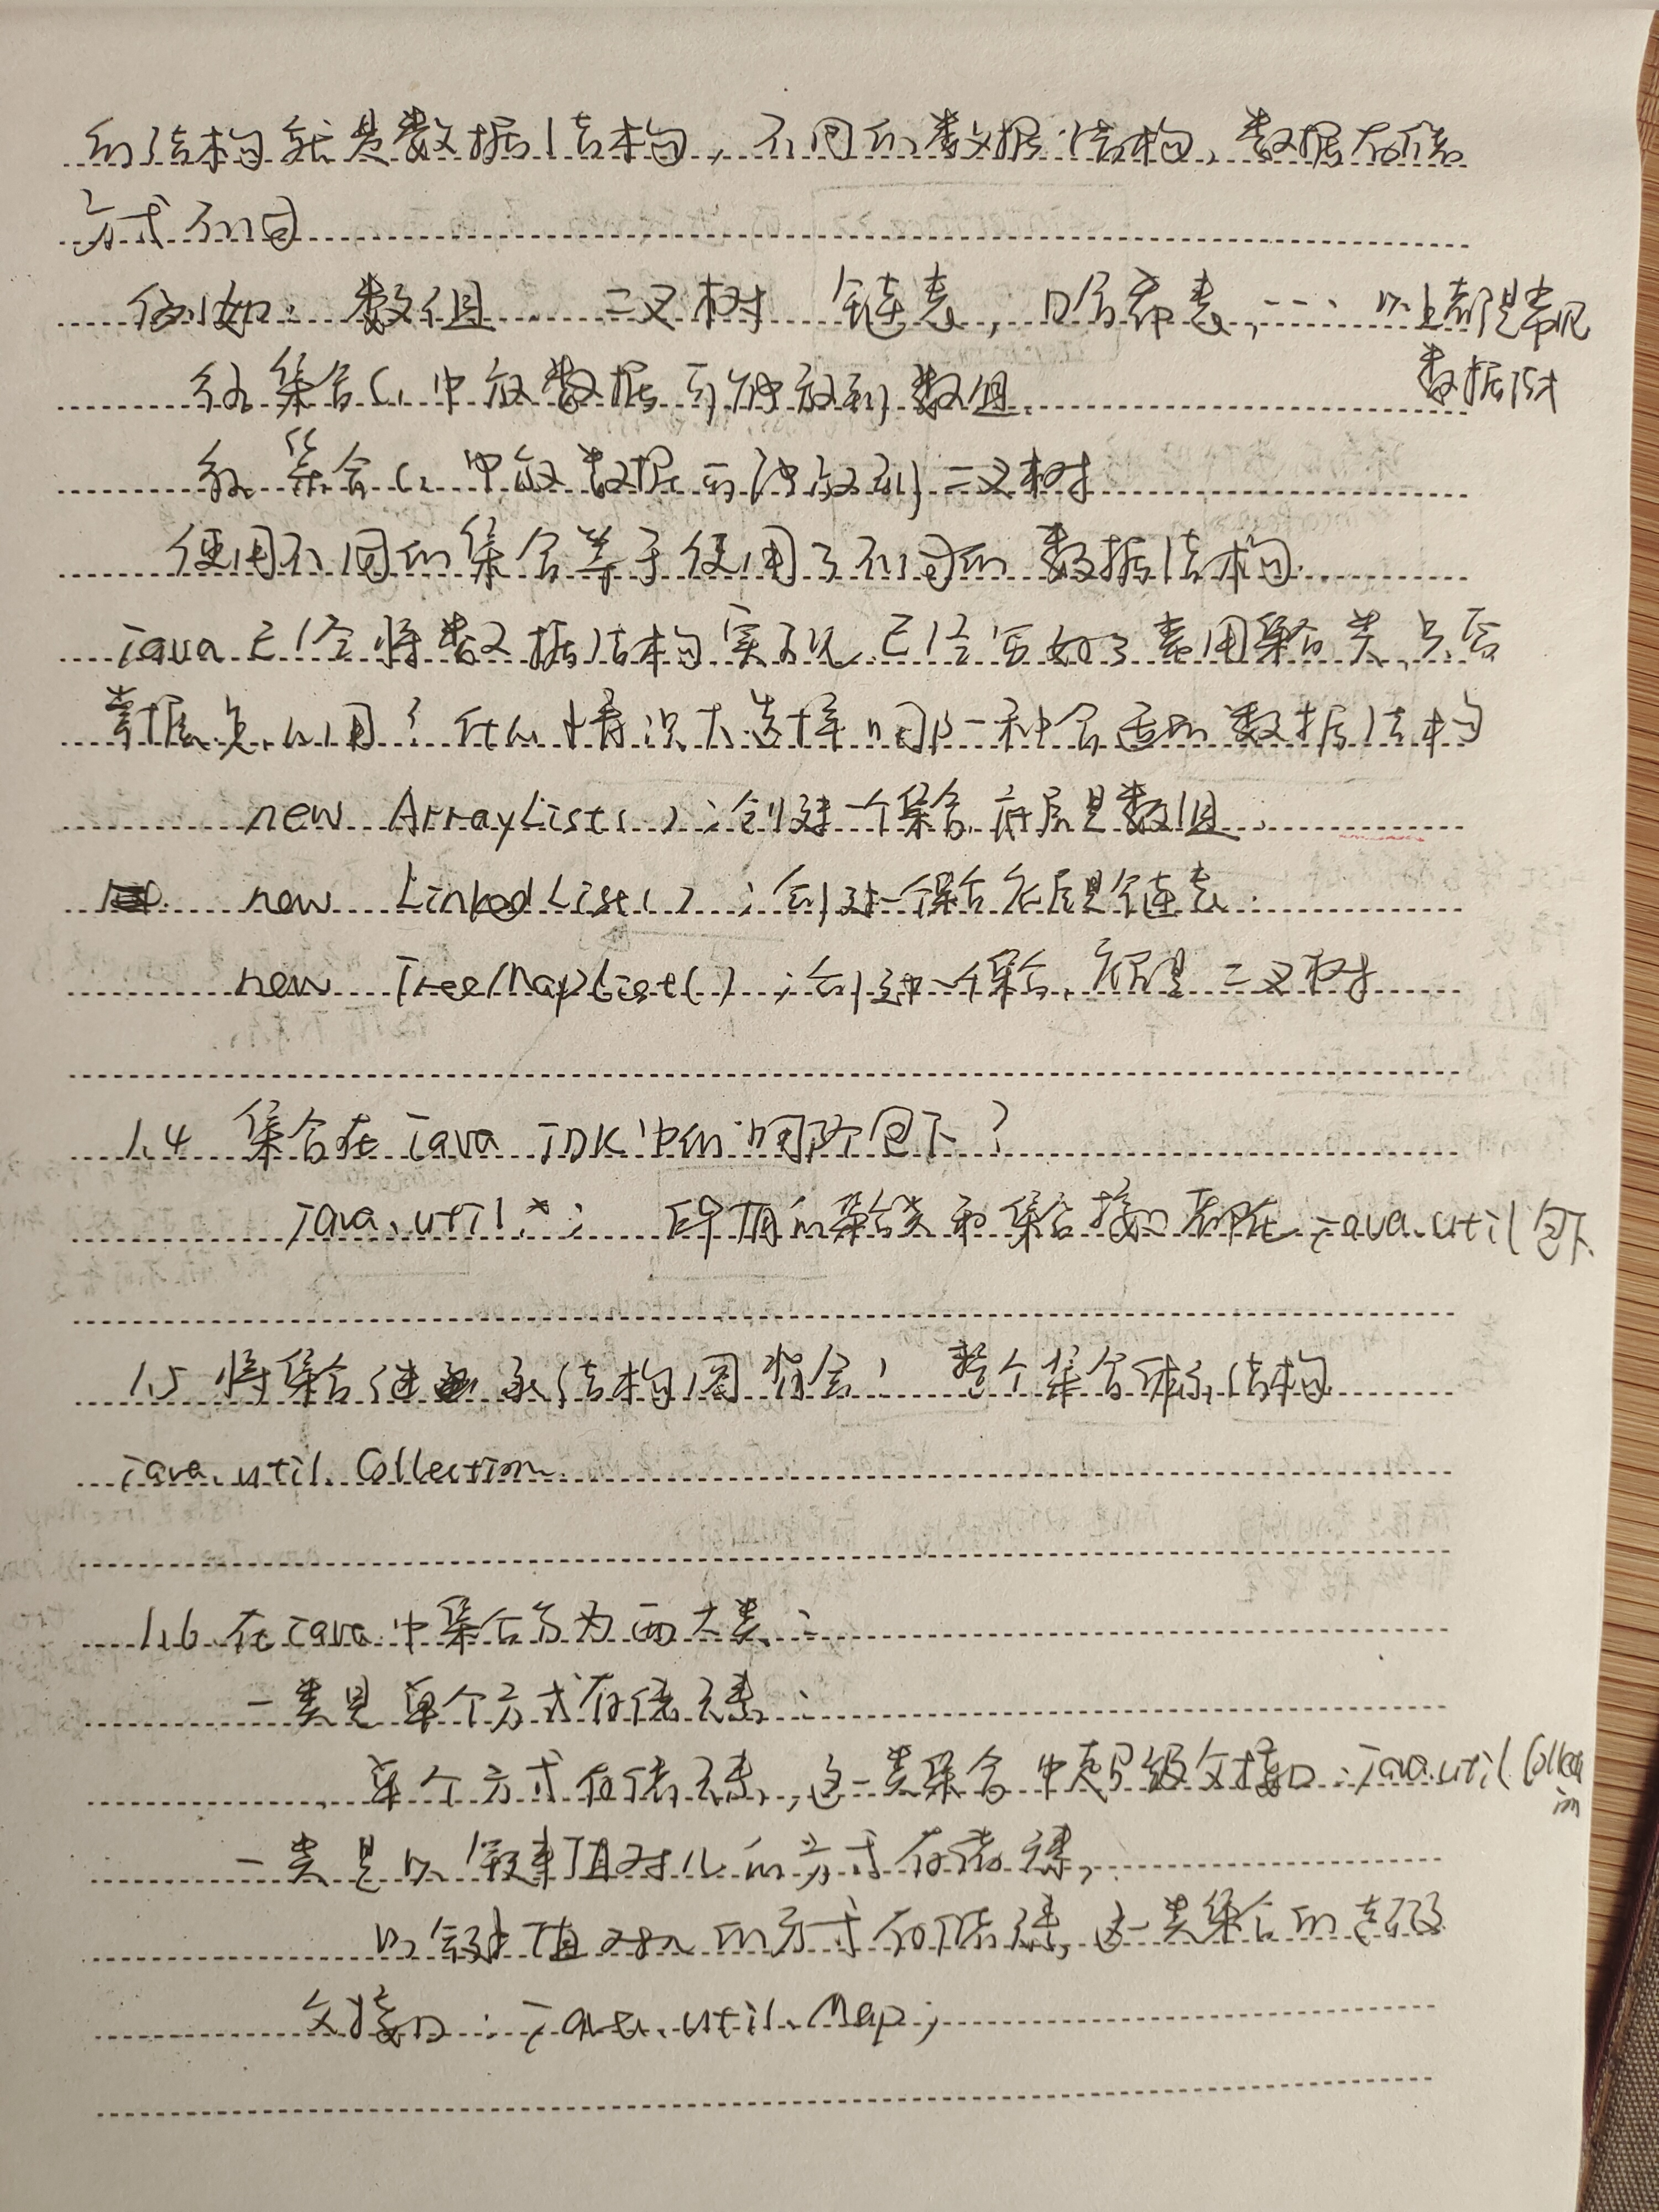 的结构就是数据结构,不同的数据结构,数据存储
方式不同
例如:数组 二叉树 链表,哈希表,---: 以上都是常见
数据
往集合C1中放数据可能放到数组
往集合C2中放数据可能放到二叉树
使用不同的集合等于使用了不同的数据结构.
java已经将数据结构实现,已经写好了常用集合类,只需
掌握怎么用?什么情况下选择哪一种合适的数据结构
new ArrayList();创建一个集合,底层是数组.
new LinkedList();创建一个集合底层是链表.
new TreeMapList();创建一个集合,底层是二叉树
1.4 集合在java JDK中的哪个包下?
java.util.*; 所有的集合类和集合接口都在java.util包下.
1.5 将集合继承结构图背会! 整个集合体系结构
java.util.Collection.
1.6 在java中集合分为两大类:
一类是单个方式存储元素:
单个方式存储元素,这一类集合中超级父接口:java.util.Collection
一类是以键值对儿的方式存储元素,
以键值对儿的方式存储元素,这一类集合的超级
父接口:java.util.Map;